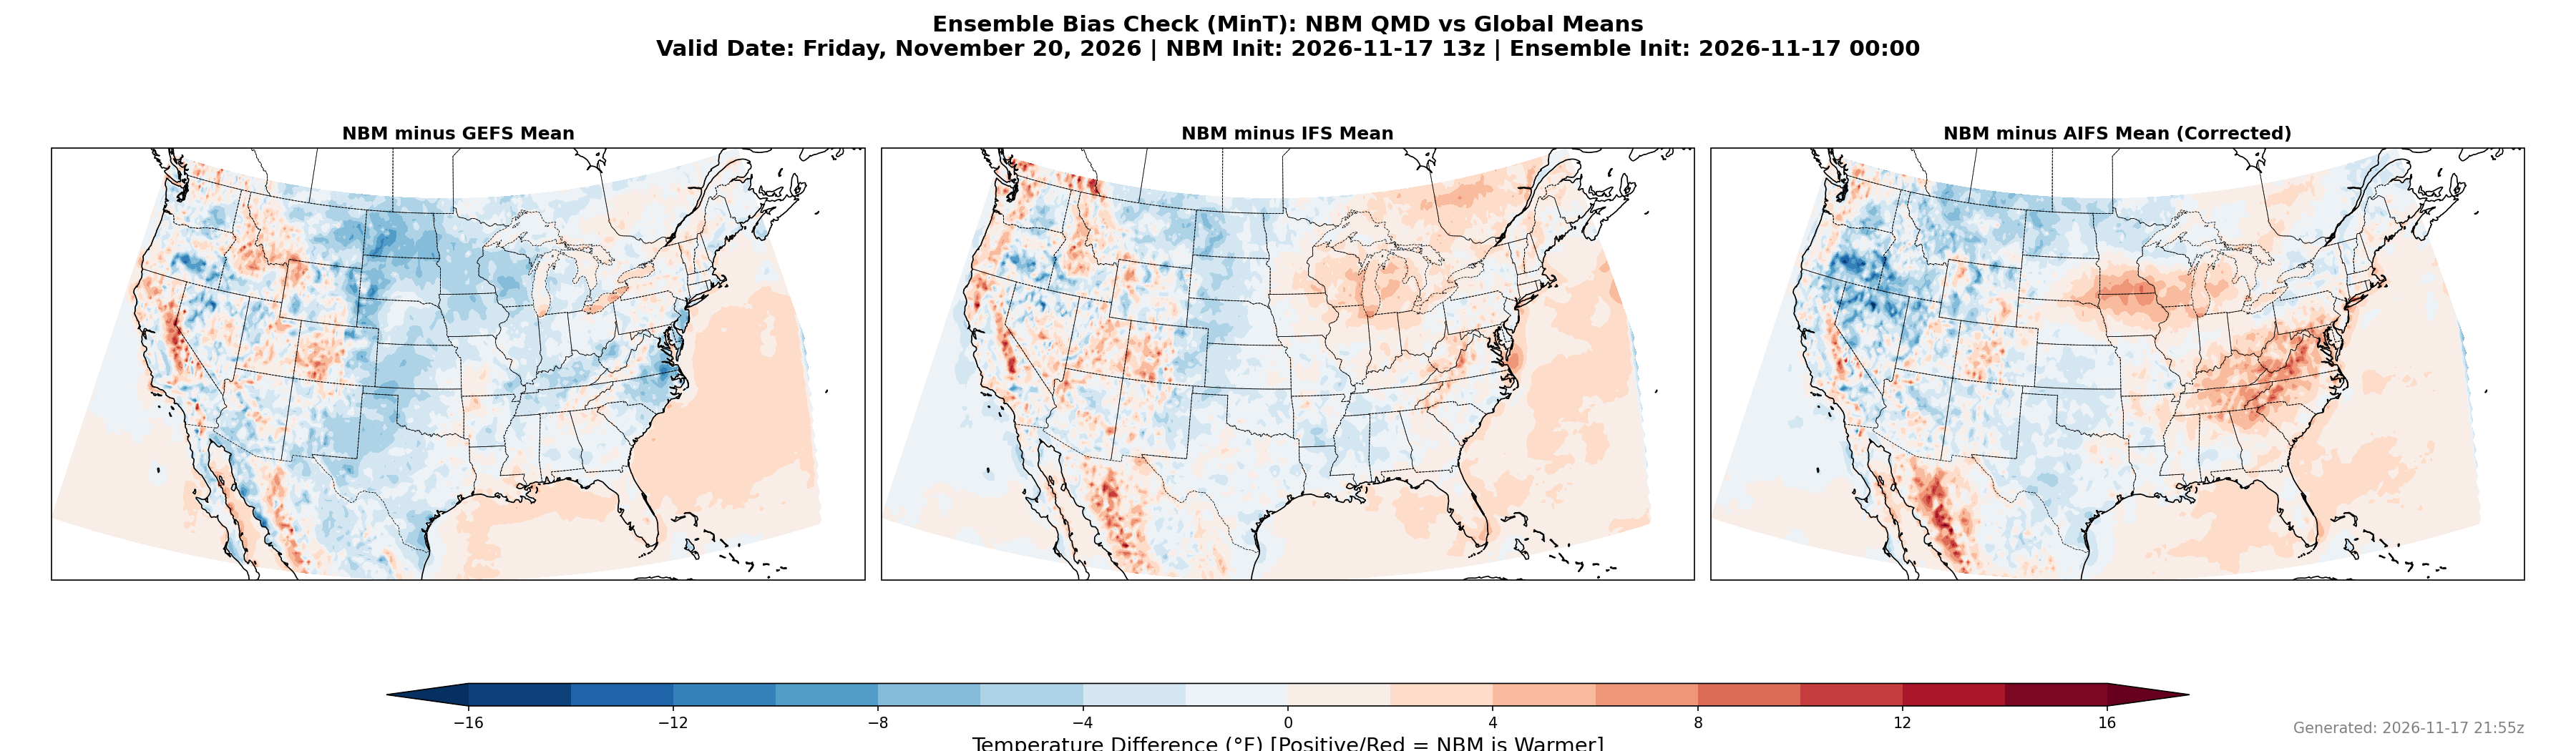 Ensemble Bias Check (MinT): NBM QMD vs Global Means
Valid Date: Friday, November 20, 2026 | NBM Init: 2026-11-17 13z | Ensemble Init: 2026-11-17 00:00
NBM minus GEFS Mean
NBM minus IFS Mean
NBM minus AIFS Mean (Corrected)
−16 −12 −8 −4 0 4 8 12 16
Temperature Difference (°F) [Positive/Red = NBM is Warmer]
Generated: 2026-11-17 21:55z